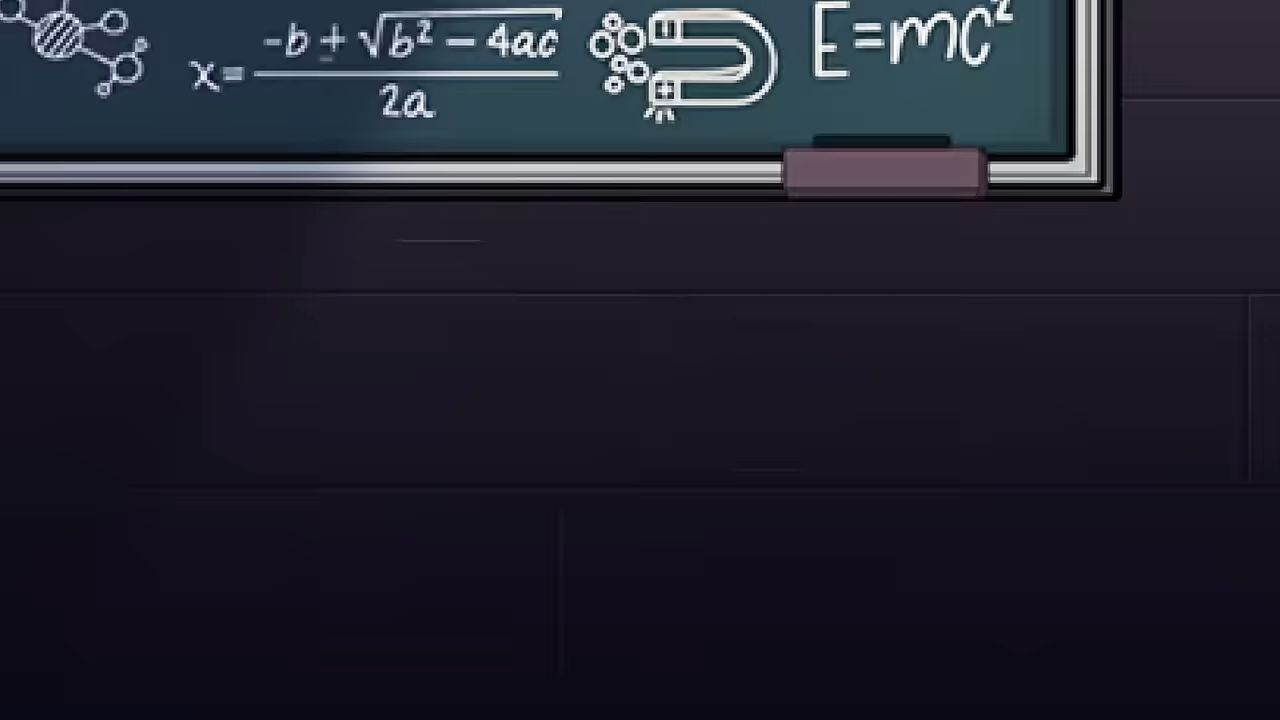 x = (-b ± √(b² − 4ac)) / 2a
E=mc²